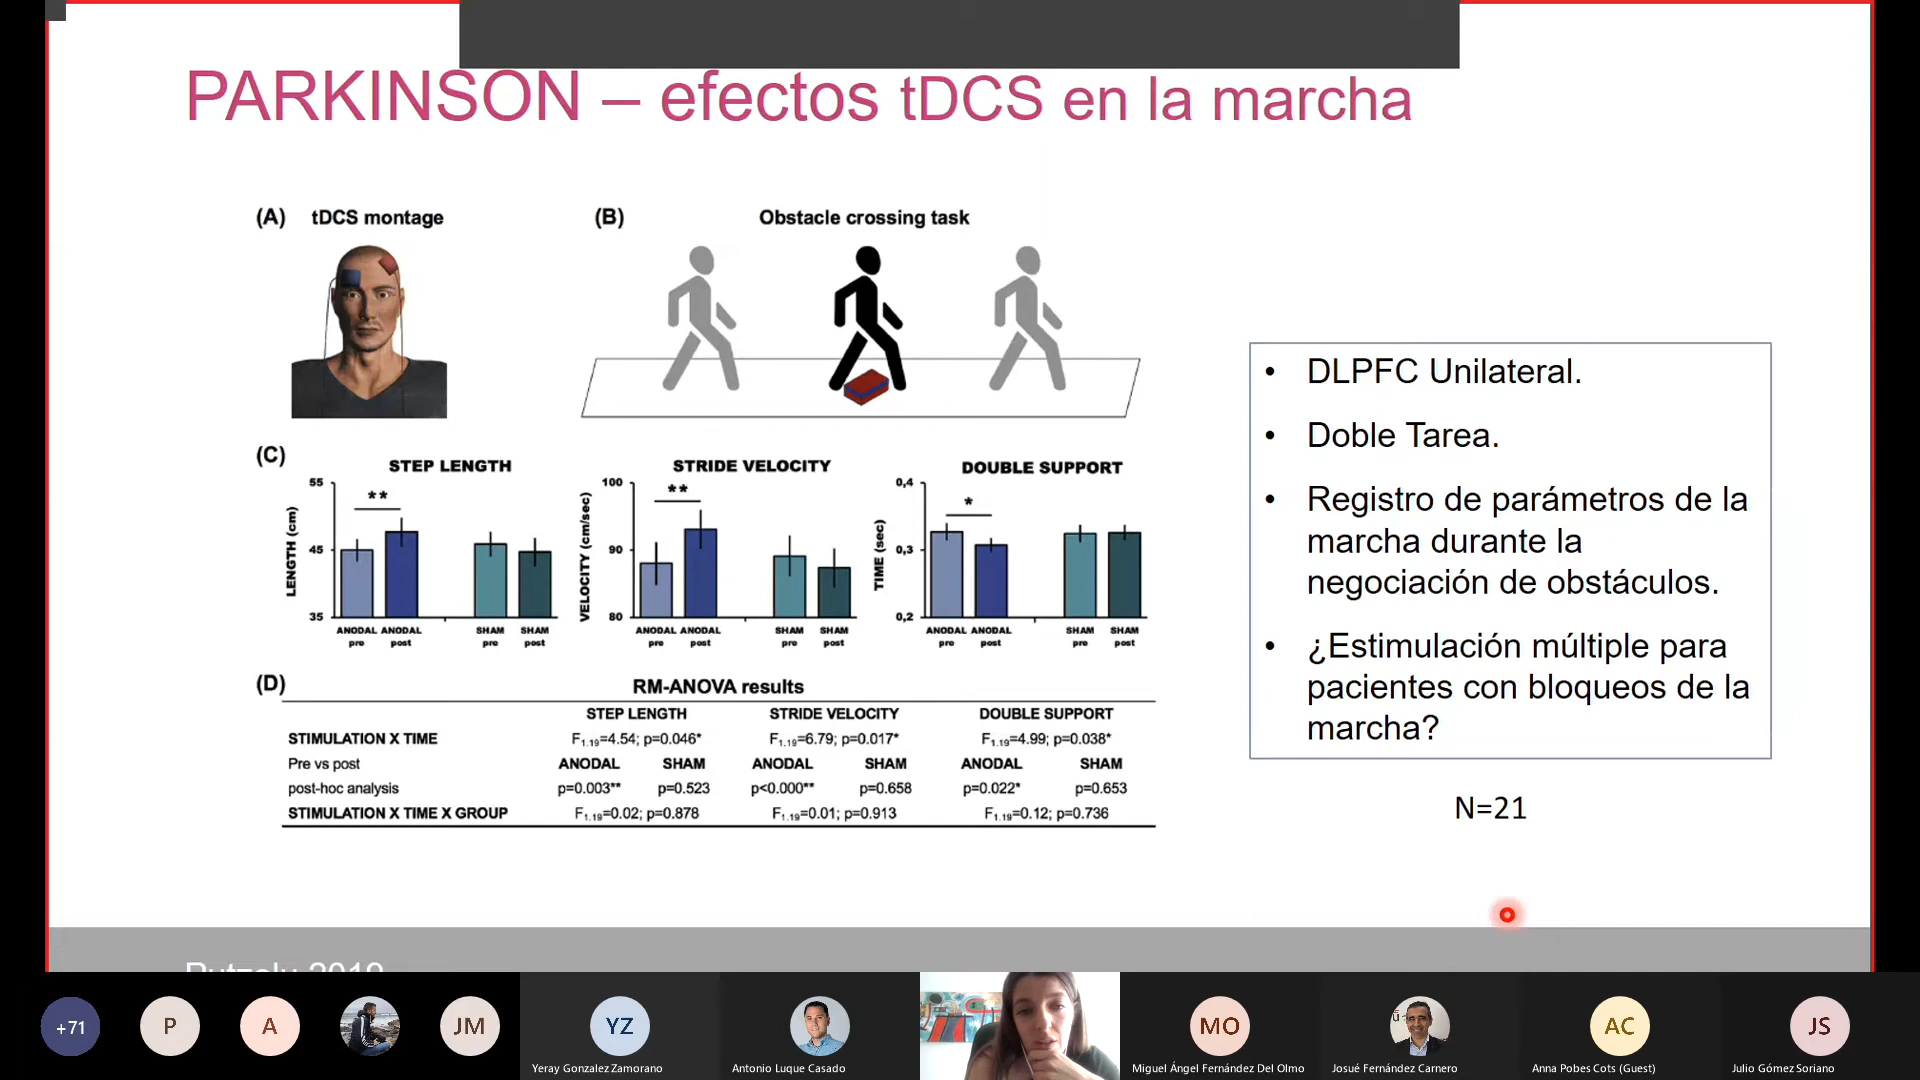 PARKINSON – efectos tDCS en la marcha
(A) tDCS montage
(B) Obstacle crossing task
(C)
STEP LENGTH
LENGTH (cm)
55
45
35
**
ANODAL pre
ANODAL post
SHAM pre
SHAM post
STRIDE VELOCITY
VELOCITY (cm/sec)
100
90
80
**
ANODAL pre
ANODAL post
SHAM pre
SHAM post
DOUBLE SUPPORT
TIME (sec)
0,4
0,3
0,2
*
ANODAL pre
ANODAL post
SHAM pre
SHAM post
(D) RM-ANOVA results
STEP LENGTH STRIDE VELOCITY DOUBLE SUPPORT
STIMULATION X TIME F1.19=4.54; p=0.046* F1.19=6.79; p=0.017* F1.19=4.99; p=0.038*
Pre vs post ANODAL SHAM ANODAL SHAM ANODAL SHAM
post-hoc analysis p=0.003** p=0.523 p<0.000** p=0.658 p=0.022* p=0.653
STIMULATION X TIME X GROUP F1.19=0.02; p=0.878 F1.19=0.01; p=0.913 F1.19=0.12; p=0.736
• DLPFC Unilateral.
• Doble Tarea.
• Registro de parámetros de la
marcha durante la
negociación de obstáculos.
• ¿Estimulación múltiple para
pacientes con bloqueos de la
marcha?
N=21
2019
+71
P
A
JM
YZ
Yeray Gonzalez Zamorano
Antonio Luque Casado
MO
Miguel Ángel Fernández Del Olmo
Josué Fernández Carnero
AC
Anna Pobes Cots (Guest)
JS
Julio Gómez Soriano